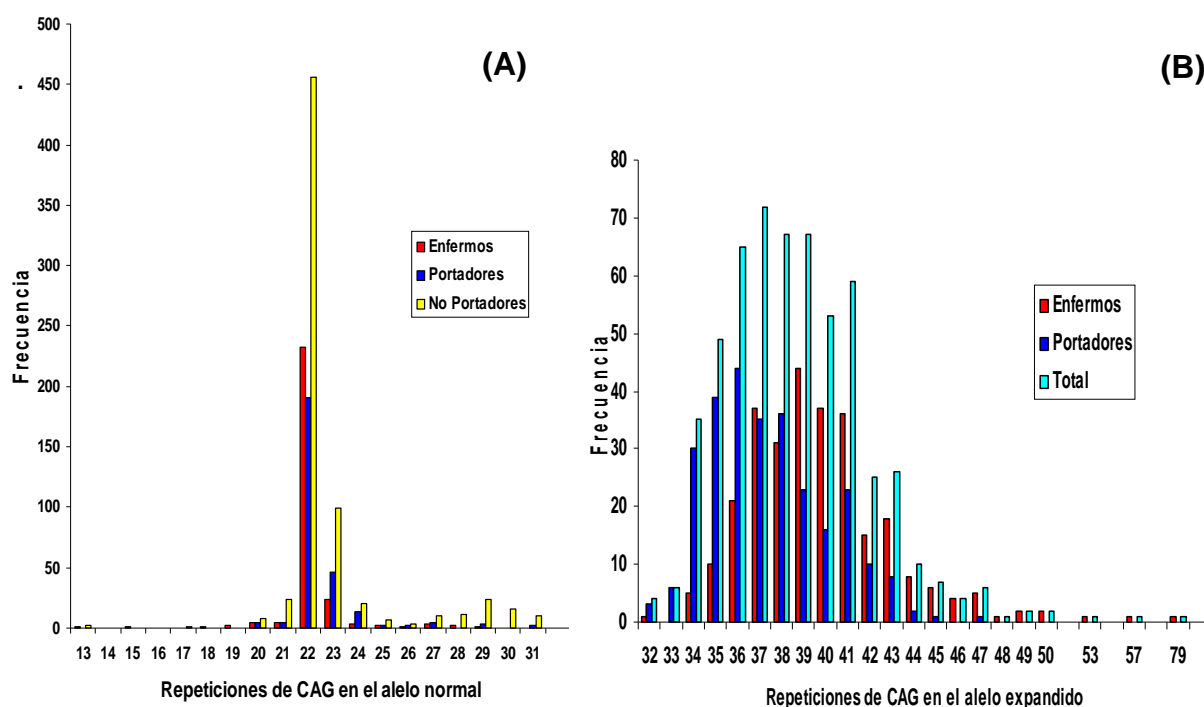 (A)
500
450
400
350
300
250
200
150
100
50
0
Frecuencia
.
Enfermos
Portadores
No Portadores
13 14 15 16 17 18 19 20 21 22 23 24 25 26 27 28 29 30 31
Repeticiones de CAG en el alelo normal
(B)
80
70
60
50
40
30
20
10
0
Frecuencia
Enfermos
Portadores
Total
32 33 34 35 36 37 38 39 40 41 42 43 44 45 46 47 48 49 50 53 57 79
Repeticiones de CAG en el alelo expandido